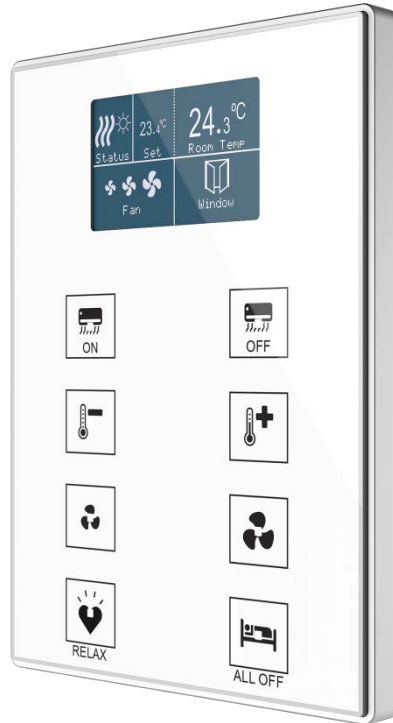 23.4°C
24.3°C
Status
Set
Room Temp
Fan
Window
ON
OFF
RELAX
ALL OFF